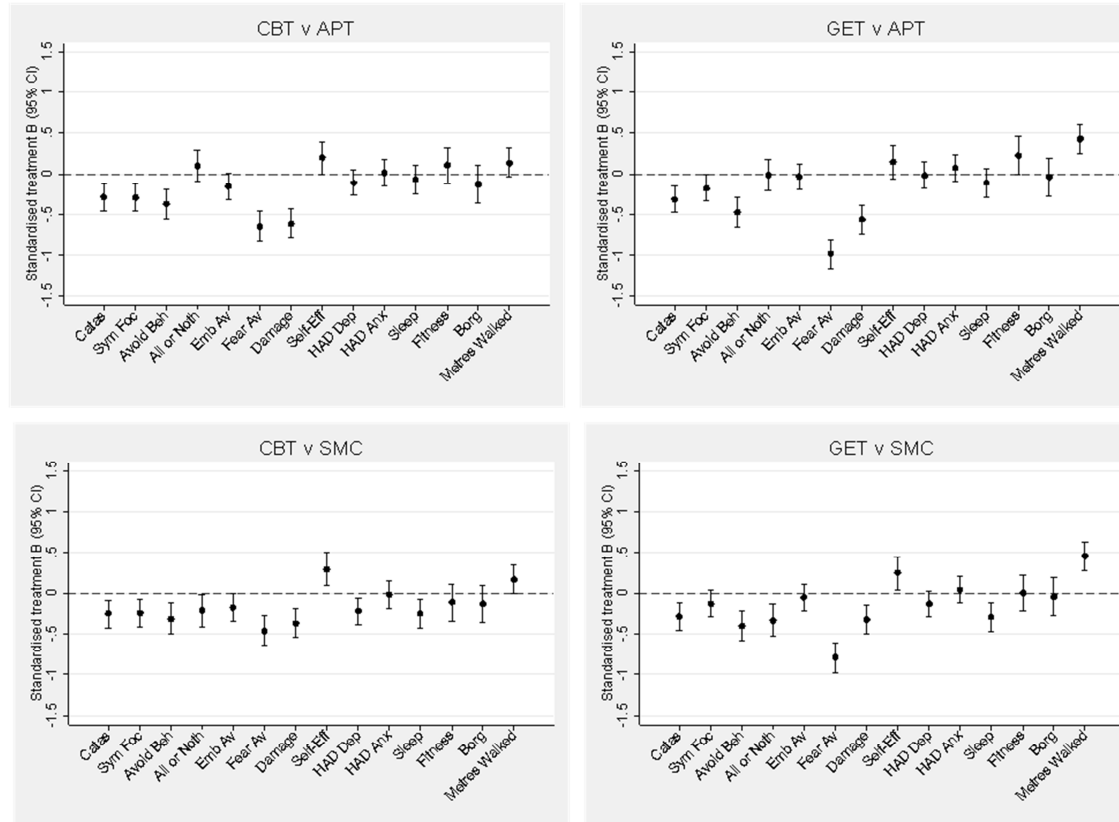 CBT v APT
Standardised treatment B (95% CI)
1.5
1
.5
0
-.5
-1
-1.5
Catas
Sym Foc
Avoid Beh
All or Noth
Emb Av
Fear Av
Damage
Self-Eff
HAD Dep
HAD Anx
Sleep
Fitness
Borg
Metres Walked
GET v APT
Standardised treatment B (95% CI)
1.5
1
.5
0
-.5
-1
-1.5
Catas
Sym Foc
Avoid Beh
All or Noth
Emb Av
Fear Av
Damage
Self-Eff
HAD Dep
HAD Anx
Sleep
Fitness
Borg
Metres Walked
CBT v SMC
Standardised treatment B (95% CI)
1.5
1
.5
0
-.5
-1
-1.5
Catas
Sym Foc
Avoid Beh
All or Noth
Emb Av
Fear Av
Damage
Self-Eff
HAD Dep
HAD Anx
Sleep
Fitness
Borg
Metres Walked
GET v SMC
Standardised treatment B (95% CI)
1.5
1
.5
0
-.5
-1
-1.5
Catas
Sym Foc
Avoid Beh
All or Noth
Emb Av
Fear Av
Damage
Self-Eff
HAD Dep
HAD Anx
Sleep
Fitness
Borg
Metres Walked